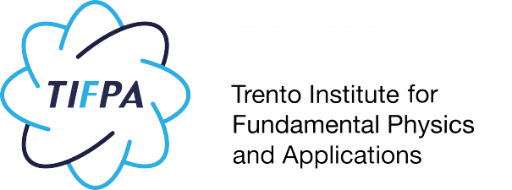 TIFPA
Trento Institute for
Fundamental Physics
and Applications